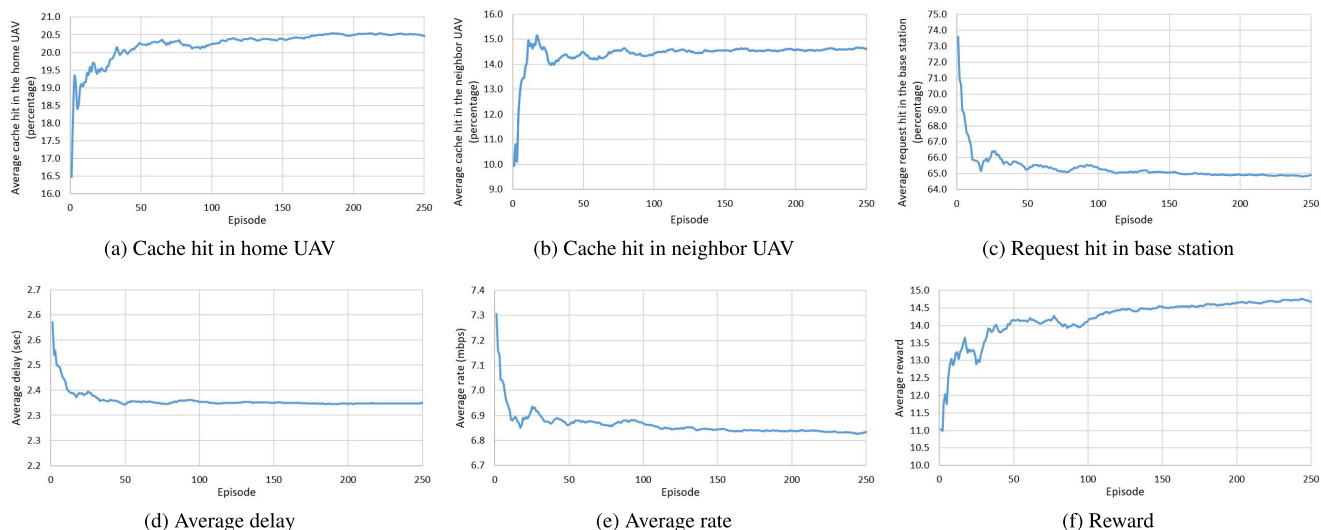 21.0
20.5
20.0
19.5
19.0
18.5
18.0
17.5
17.0
16.5
16.0
Average cache hit in the home UAV
(percentage)
0 50 100 150 200 250
Episode
(a) Cache hit in home UAV
16.0
15.0
14.0
13.0
12.0
11.0
10.0
9.0
Average cache hit in the neighbor UAV
(percentage)
0 50 100 150 200 250
Episode
(b) Cache hit in neighbor UAV
75.0
74.0
73.0
72.0
71.0
70.0
69.0
68.0
67.0
66.0
65.0
64.0
Average request hit in the base station
(percentage)
0 50 100 150 200 250
Episode
(c) Request hit in base station
2.7
2.6
2.6
2.5
2.5
2.4
2.4
2.3
2.3
2.2
2.2
Average delay (sec)
0 50 100 150 200 250
Episode
(d) Average delay
7.4
7.3
7.2
7.1
7.0
6.9
6.8
6.7
Average rate (mbps)
0 50 100 150 200 250
Episode
(e) Average rate
15.0
14.5
14.0
13.5
13.0
12.5
12.0
11.5
11.0
10.5
10.0
Average reward
0 50 100 150 200 250
Episode
(f) Reward